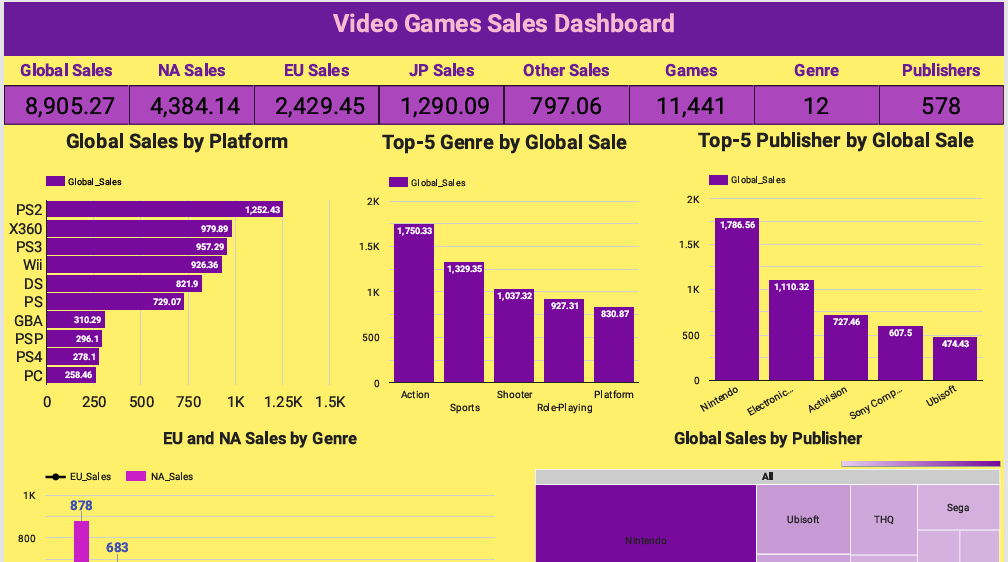 Video Games Sales Dashboard
Global Sales NA Sales EU Sales JP Sales Other Sales Games Genre Publishers
8,905.27 4,384.14 2,429.45 1,290.09 797.06 11,441 12 578
Global Sales by Platform
Global_Sales
PS2 1,252.43
X360 979.89
PS3 957.29
Wii 926.36
DS 821.9
PS 729.07
GBA 310.29
PSP 296.1
PS4 278.1
PC 258.46
0 250 500 750 1K 1.25K 1.5K
Top-5 Genre by Global Sale
Global_Sales
2K
1.5K
1K
500
0
1,750.33 1,329.35 1,037.32 927.31 830.87
Action Sports Shooter Role-Playing Platform
Top-5 Publisher by Global Sale
Global_Sales
2K
1.5K
1K
500
0
1,786.56 1,110.32 727.46 607.5 474.43
Nintendo Electronic... Activision Sony Comp... Ubisoft
EU and NA Sales by Genre
EU_Sales NA_Sales
1K
800
878
683
Global Sales by Publisher
All
Nintendo
Ubisoft
THQ
Sega